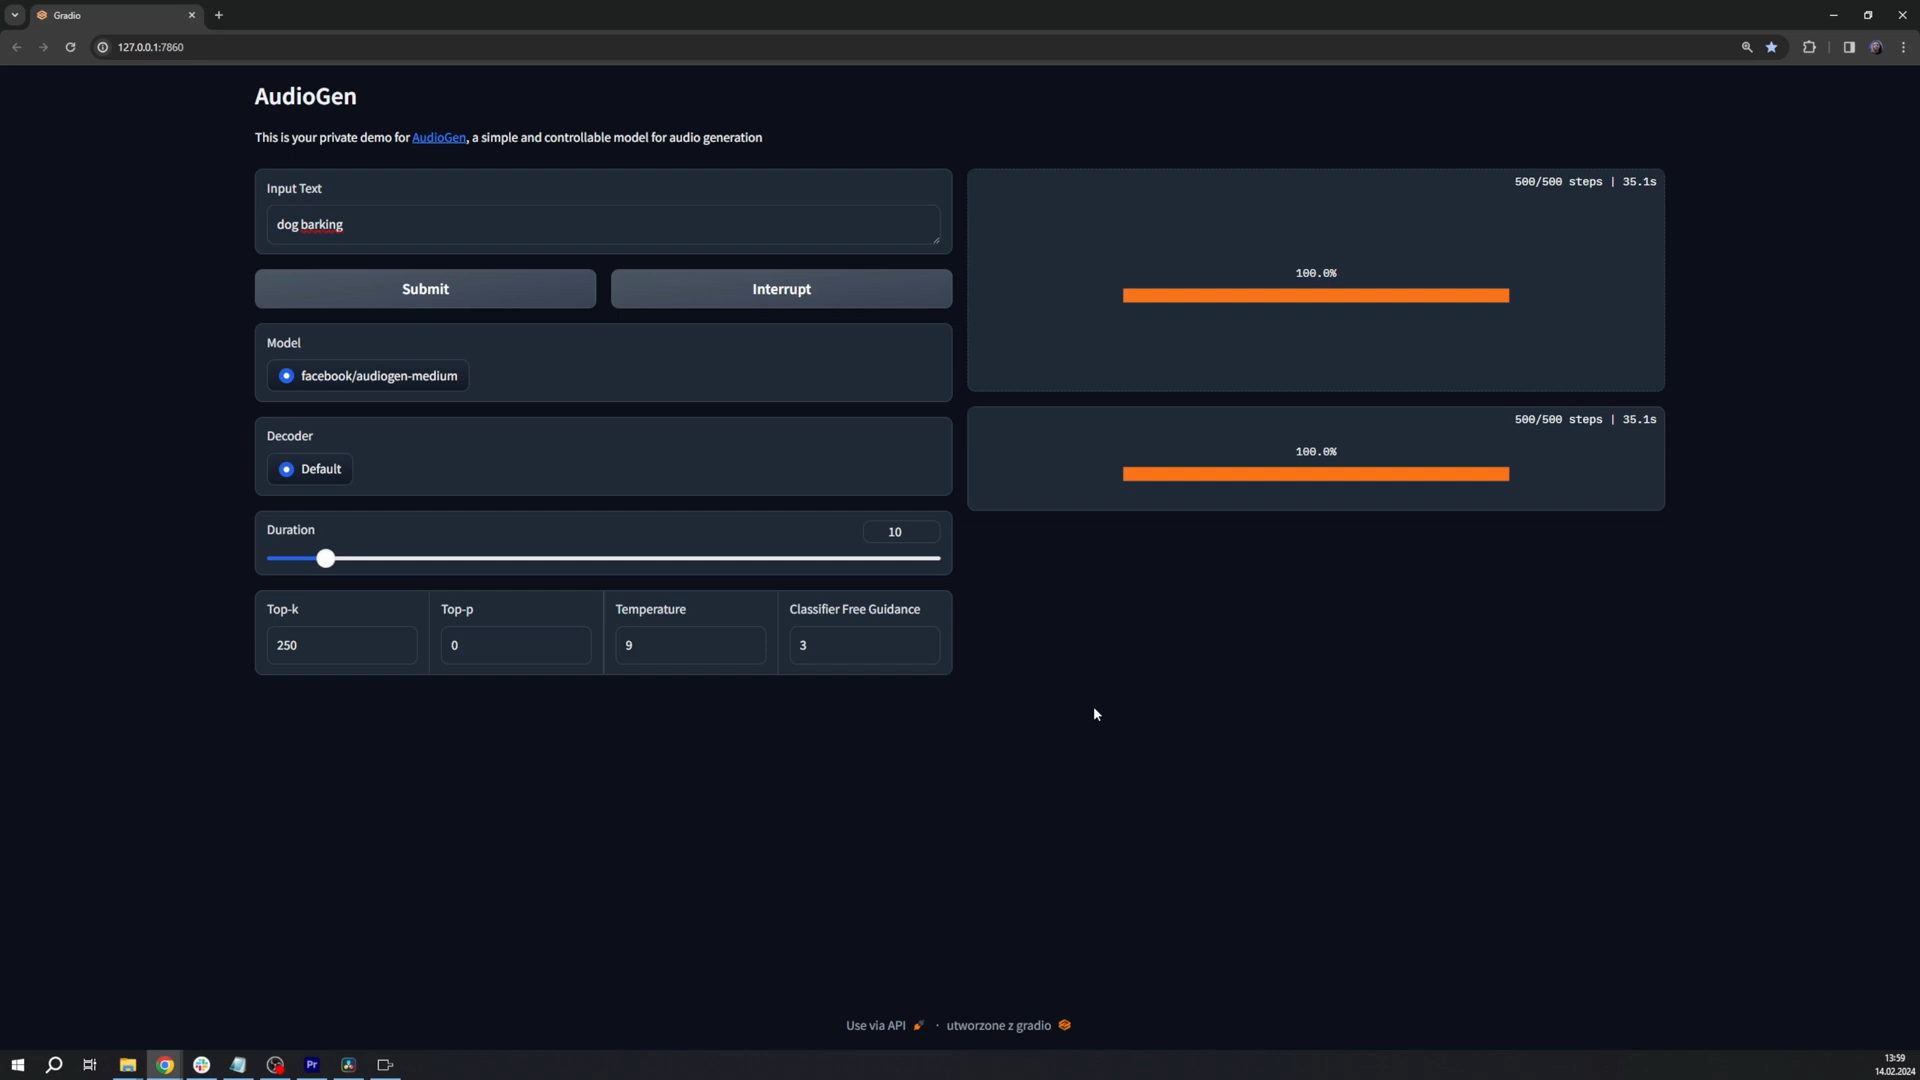 Gradio
127.0.0.1:7860
AudioGen
This is your private demo for AudioGen, a simple and controllable model for audio generation
Input Text
dog barking
Submit
Interrupt
Model
facebook/audiogen-medium
Decoder
Default
Duration
10
Top-k
250
Top-p
0
Temperature
9
Classifier Free Guidance
3
500/500 steps | 35.1s
100.0%
500/500 steps | 35.1s
100.0%
Use via API · utworzone z gradio
Pr
13:59
14.02.2024